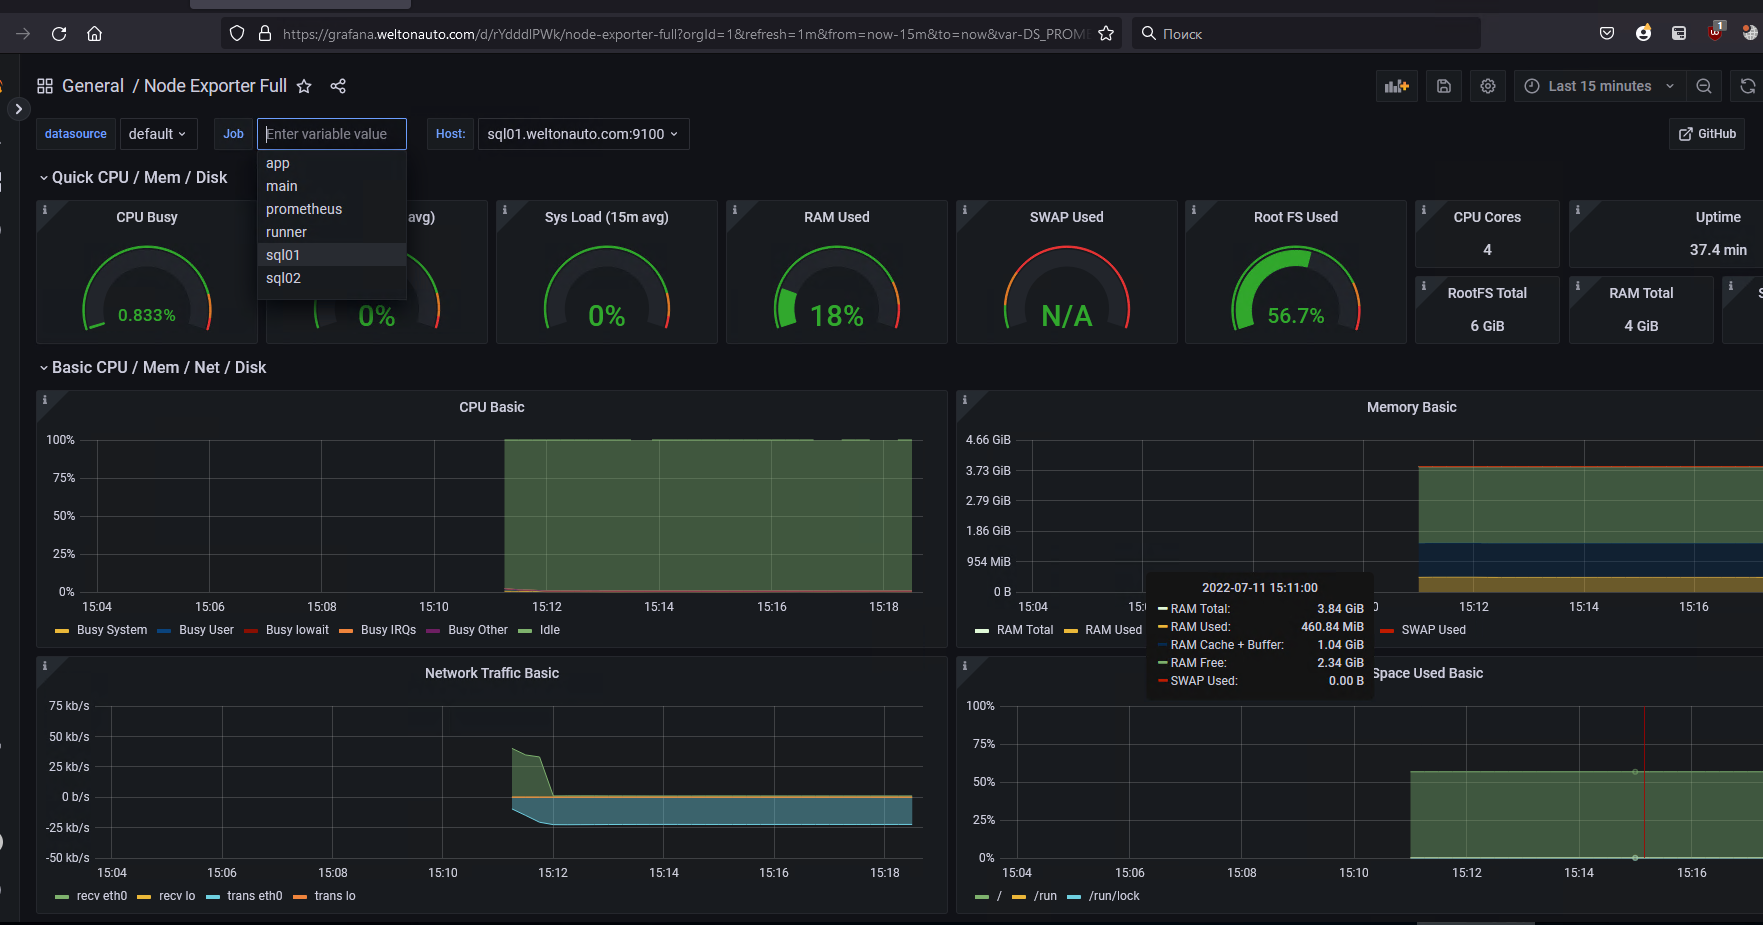 https://grafana.weltonauto.com/d/rYdddlPWk/node-exporter-full?orgId=1&refresh=1m&from=now-15m&to=now&var-DS_PROME
Поиск
1
General / Node Exporter Full
Last 15 minutes
datasource default Job Enter variable value Host: sql01.weltonauto.com:9100 GitHub
app
main
prometheus
runner
sql01
sql02
Quick CPU / Mem / Disk
CPU Busy
0.833%
avg)
0%
Sys Load (15m avg)
0%
RAM Used
18%
SWAP Used
N/A
Root FS Used
56.7%
CPU Cores
4
Uptime
37.4 min
RootFS Total
6 GiB
RAM Total
4 GiB
S
Basic CPU / Mem / Net / Disk
CPU Basic
100%
75%
50%
25%
0%
15:04 15:06 15:08 15:10 15:12 15:14 15:16 15:18
Busy System Busy User Busy Iowait Busy IRQs Busy Other Idle
Memory Basic
4.66 GiB
3.73 GiB
2.79 GiB
1.86 GiB
954 MiB
0 B
15:04 15:0 0 15:12 15:14 15:16
RAM Total RAM Used SWAP Used
2022-07-11 15:11:00
RAM Total: 3.84 GiB
RAM Used: 460.84 MiB
RAM Cache + Buffer: 1.04 GiB
RAM Free: 2.34 GiB
SWAP Used: 0.00 B
Network Traffic Basic
75 kb/s
50 kb/s
25 kb/s
0 b/s
-25 kb/s
-50 kb/s
15:04 15:06 15:08 15:10 15:12 15:14 15:16 15:18
recv eth0 recv lo trans eth0 trans lo
Space Used Basic
100%
75%
50%
25%
0%
15:04 15:06 15:08 15:10 15:12 15:14 15:16
/ /run /run/lock